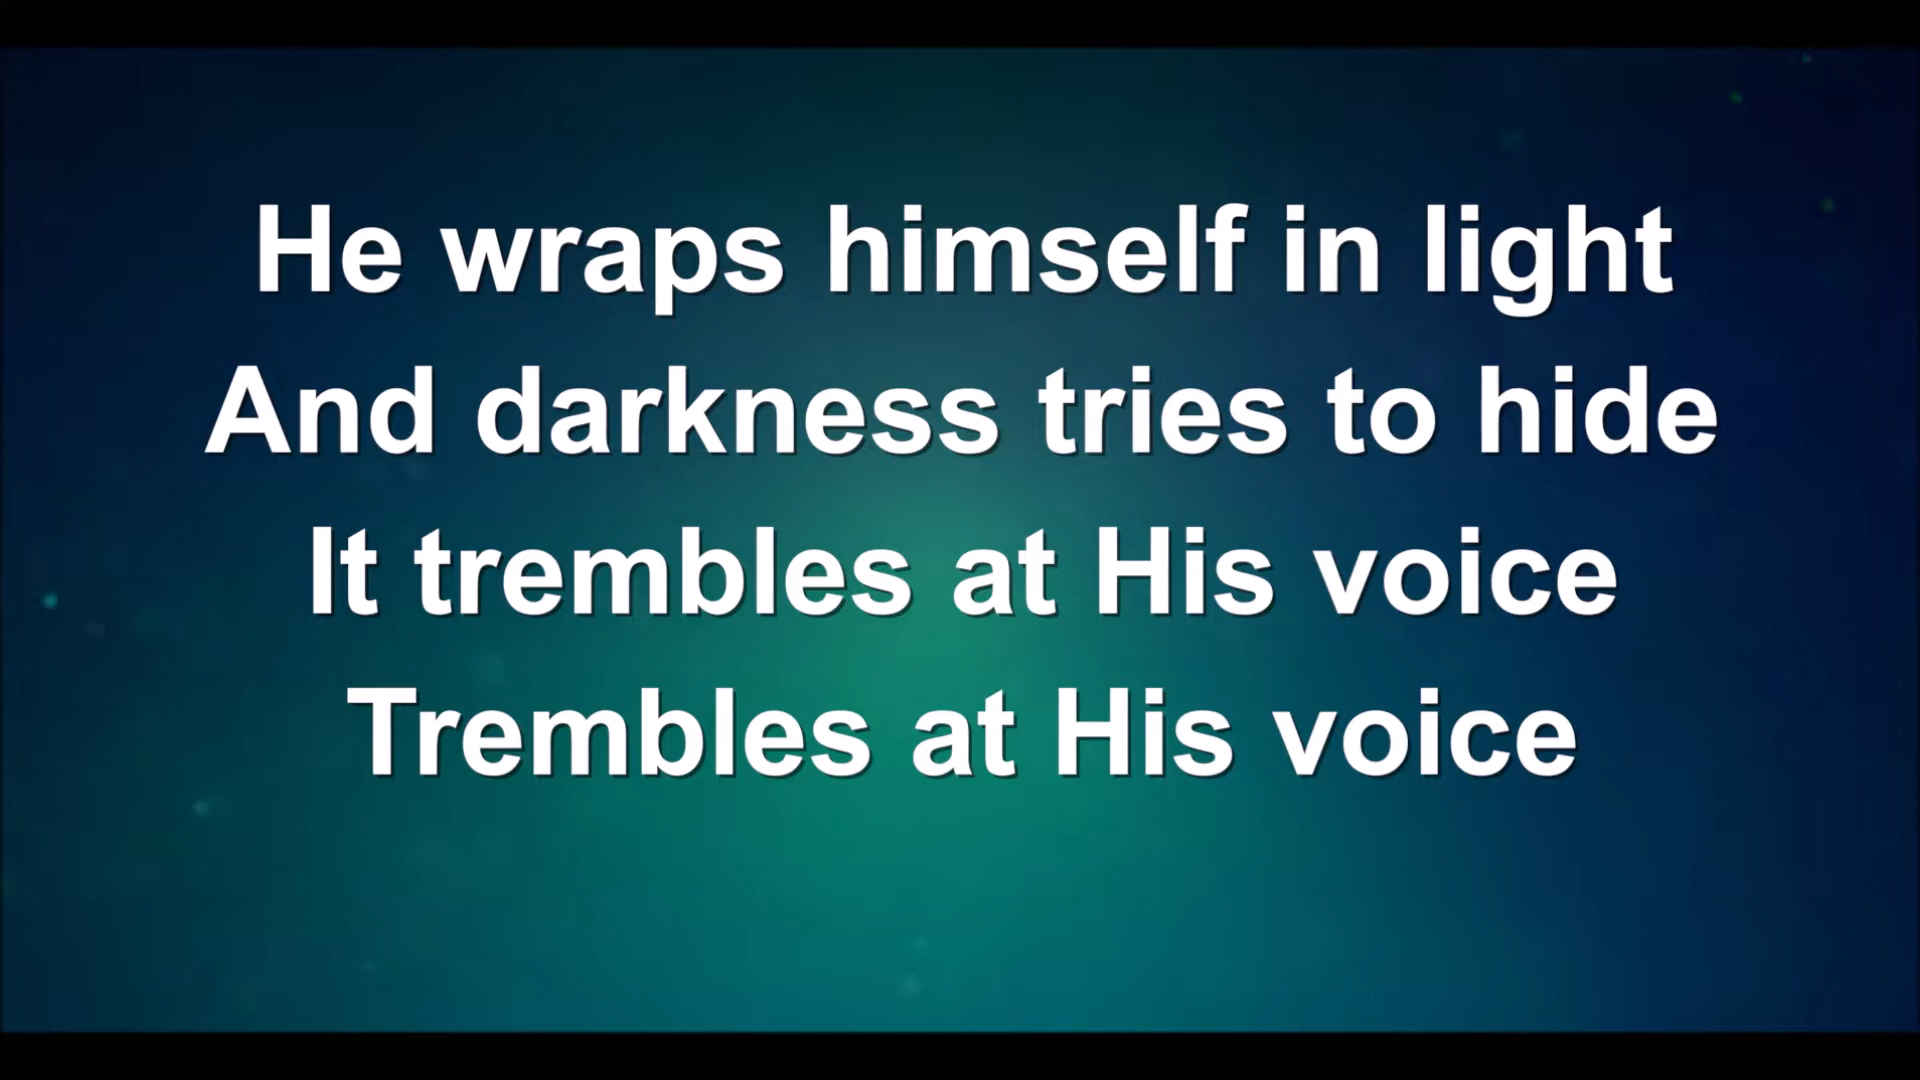 He wraps himself in light
And darkness tries to hide
It trembles at His voice
Trembles at His voice